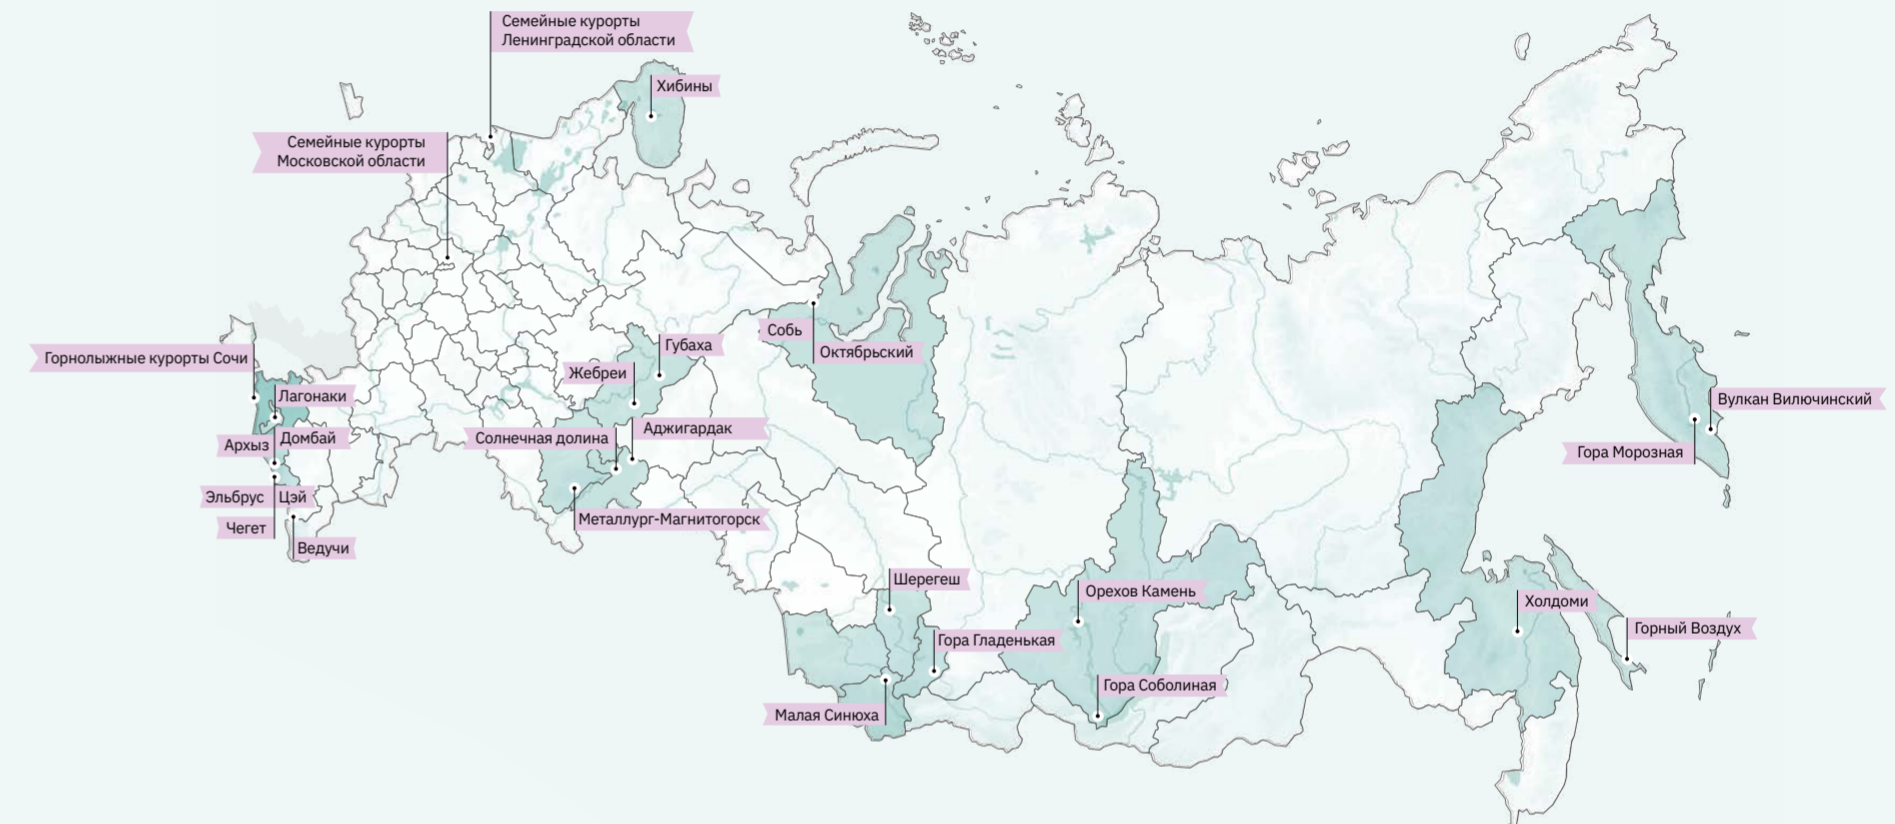 Семейные курорты
Ленинградской области
Хибины
Семейные курорты
Московской области
Собь
Октябрьский
Губаха
Горнолыжные курорты Сочи
Жебреи
Лагонаки
Вулкан Вилючинский
Аджигардак
Солнечная долина
Домбай
Архыз
Гора Морозная
Эльбрус
Цэй
Металлург-Магнитогорск
Чегет
Ведучи
Шерегеш
Орехов Камень
Холдоми
Горный Воздух
Гора Гладенькая
Гора Соболиная
Малая Синюха